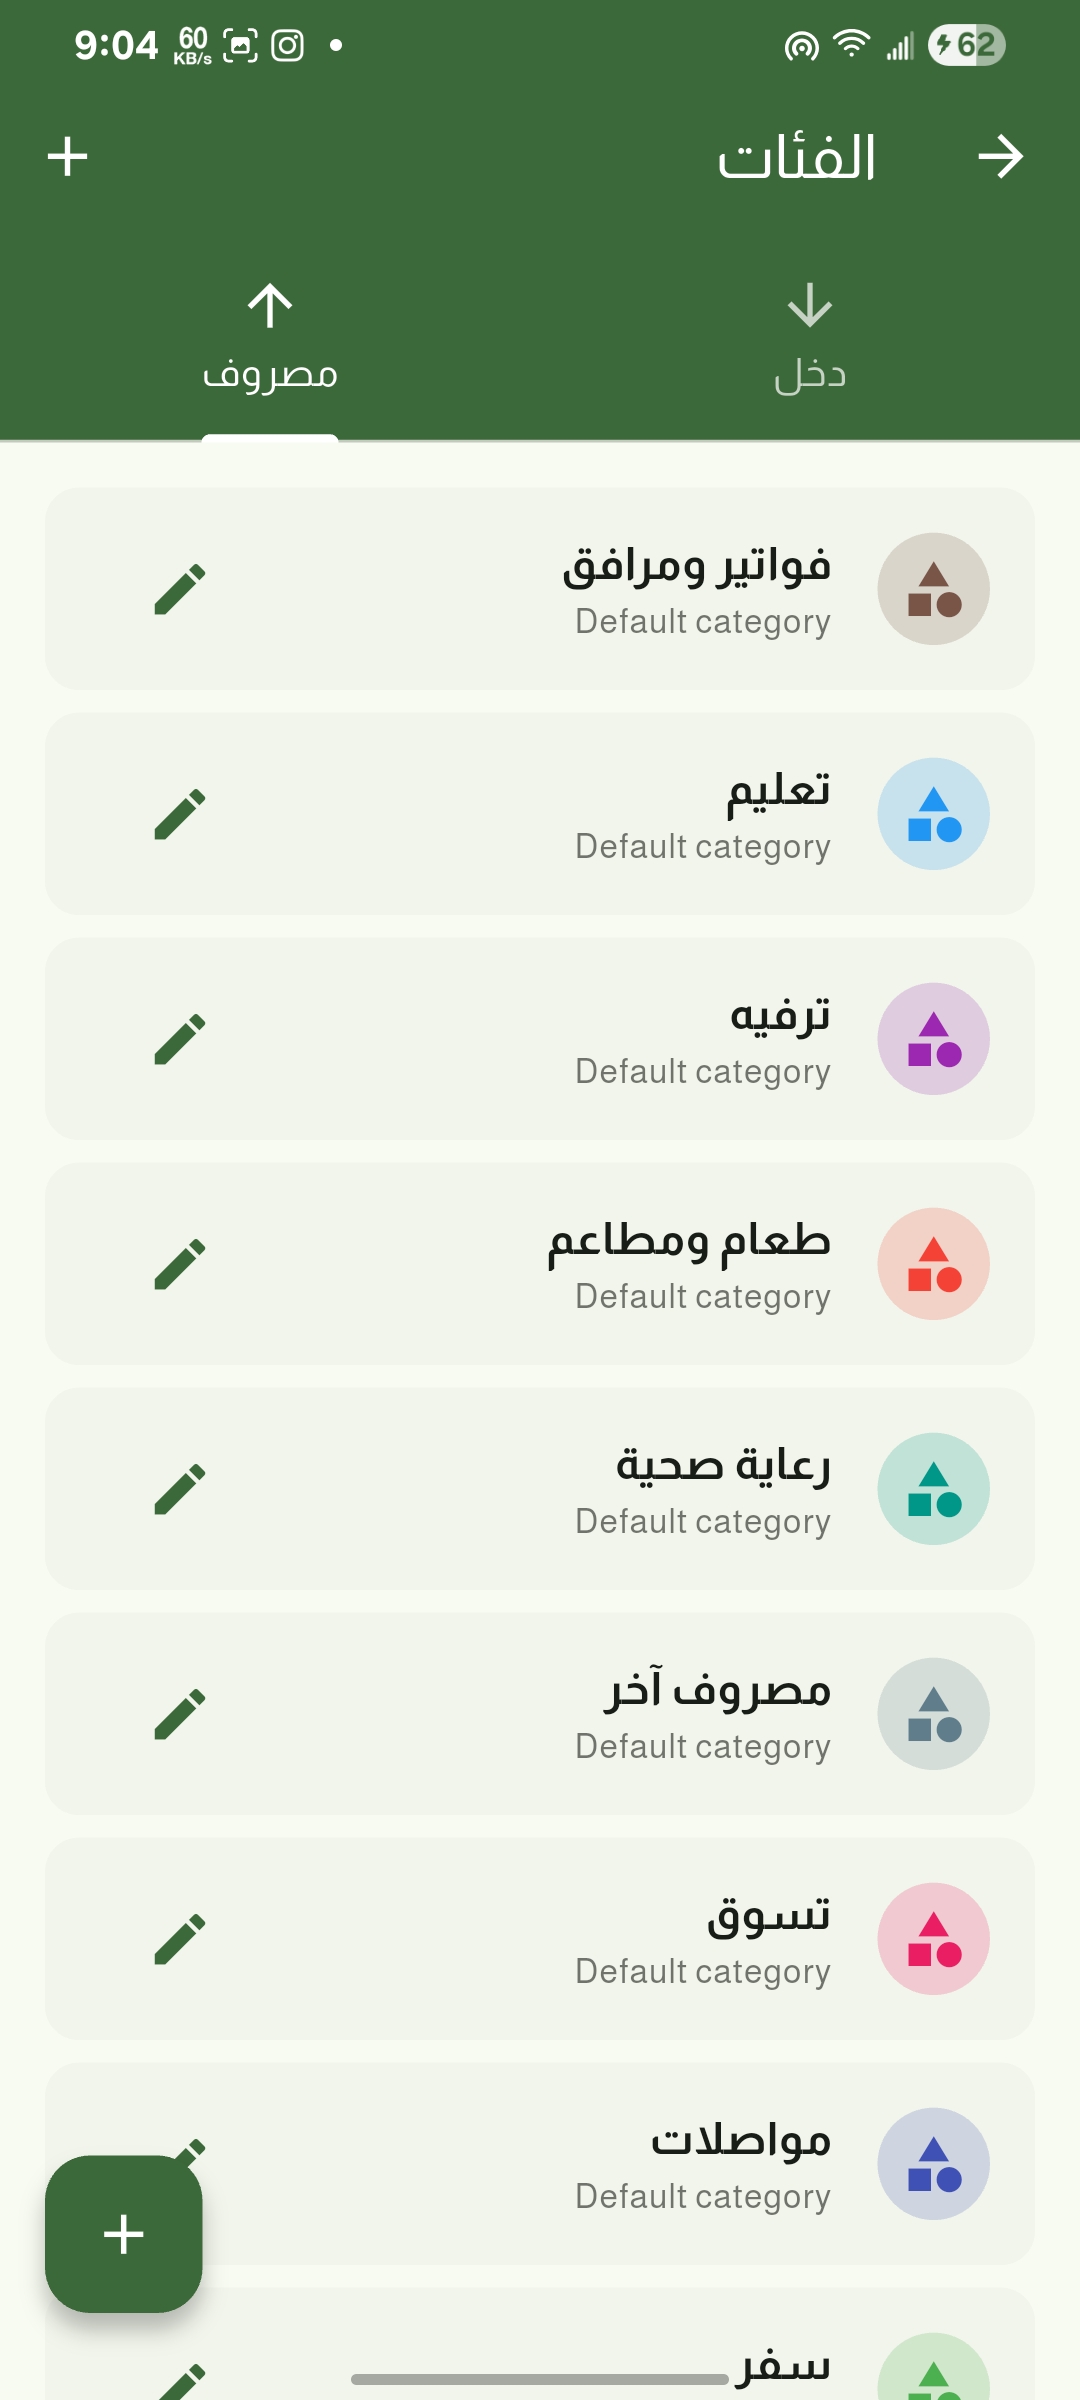 9:04 60 KB/s 62
الفئات
دخل
مصروف
فواتير ومرافق
Default category
تعليم
Default category
ترفيه
Default category
طعام ومطاعم
Default category
رعاية صحية
Default category
مصروف آخر
Default category
تسوق
Default category
مواصلات
Default category
سفر